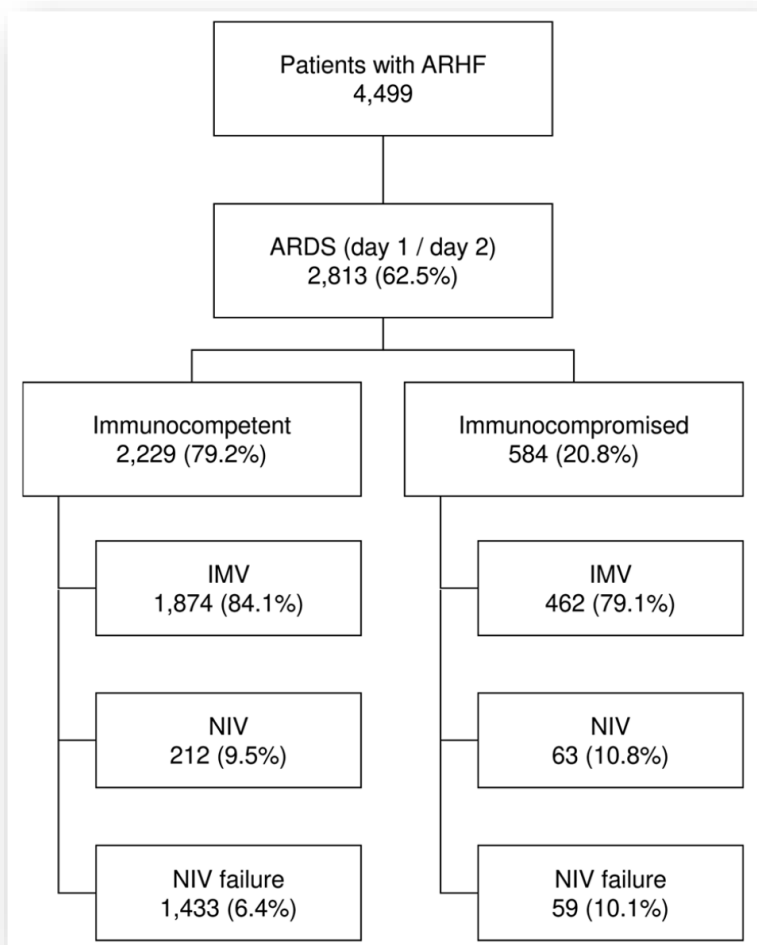 Patients with ARHF
4,499
ARDS (day 1 / day 2)
2,813 (62.5%)
Immunocompetent
2,229 (79.2%)
Immunocompromised
584 (20.8%)
IMV
1,874 (84.1%)
IMV
462 (79.1%)
NIV
212 (9.5%)
NIV
63 (10.8%)
NIV failure
1,433 (6.4%)
NIV failure
59 (10.1%)